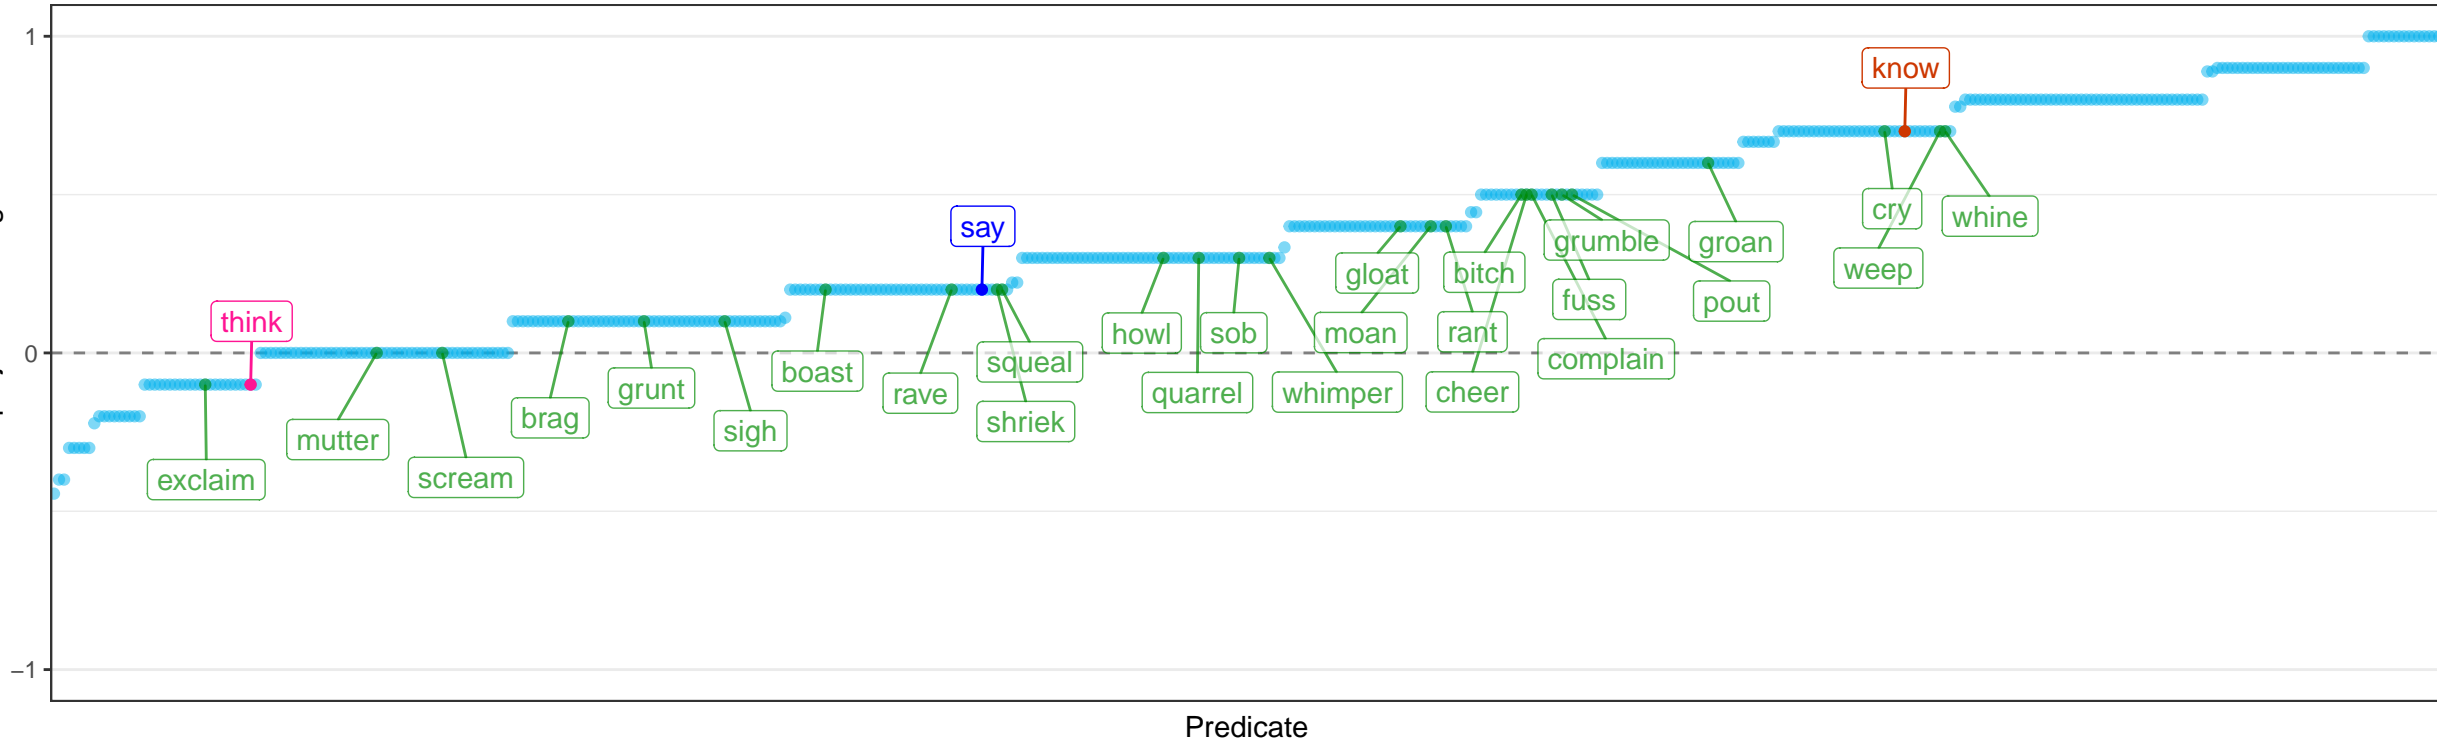 1
know
say
cry
whine
grumble
groan
weep
gloat
bitch
fuss
pout
think
howl
sob
moan
rant
squeal
complain
0
boast
grunt
rave
quarrel
whimper
cheer
brag
shriek
sigh
mutter
scream
exclaim
−1
Predicate